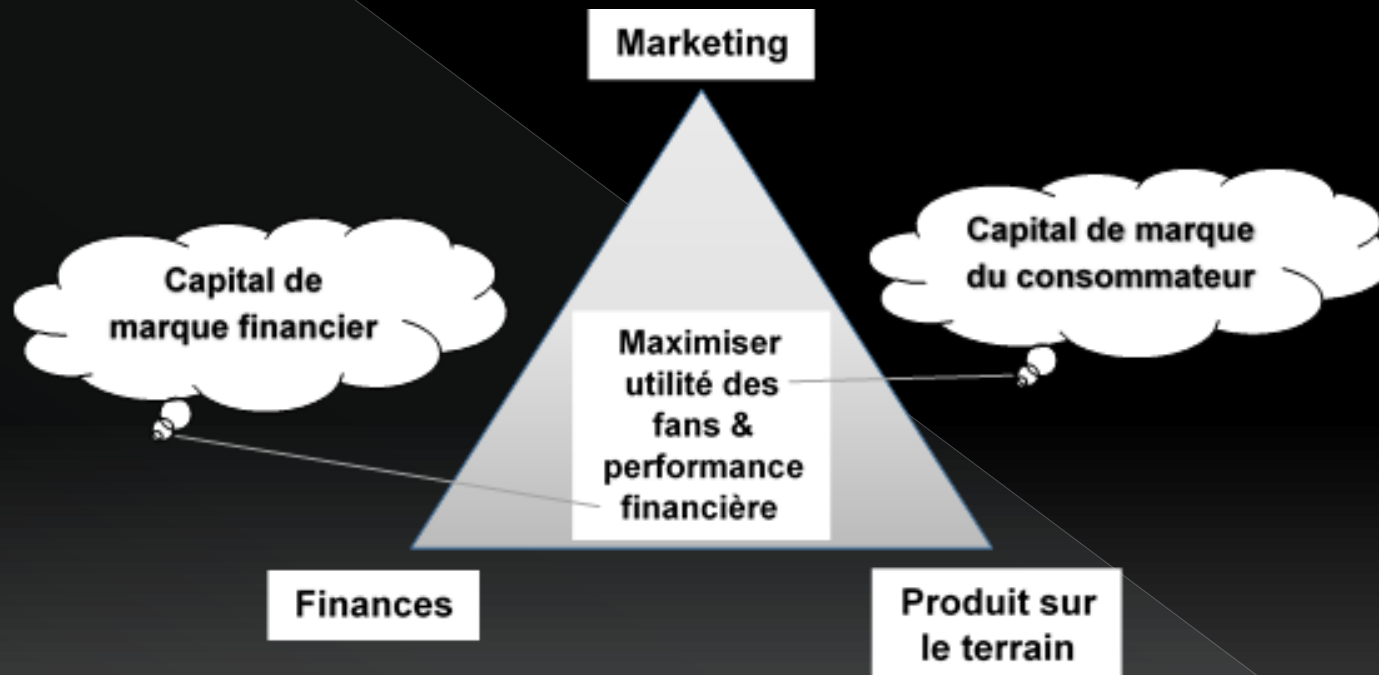 Marketing
Capital de marque
du consommateur
Capital de
marque financier
Maximiser
utilité des
fans &
performance
financière
Finances
Produit sur
le terrain